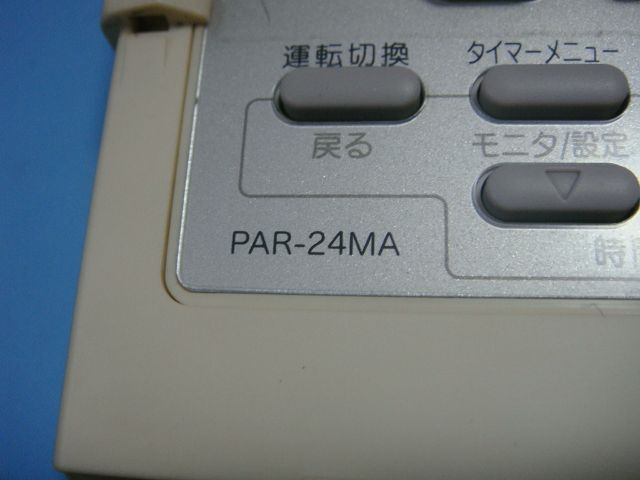 運転切換 タイマーメニュー
戻る モニタ/設定
▽
PAR-24MA
時